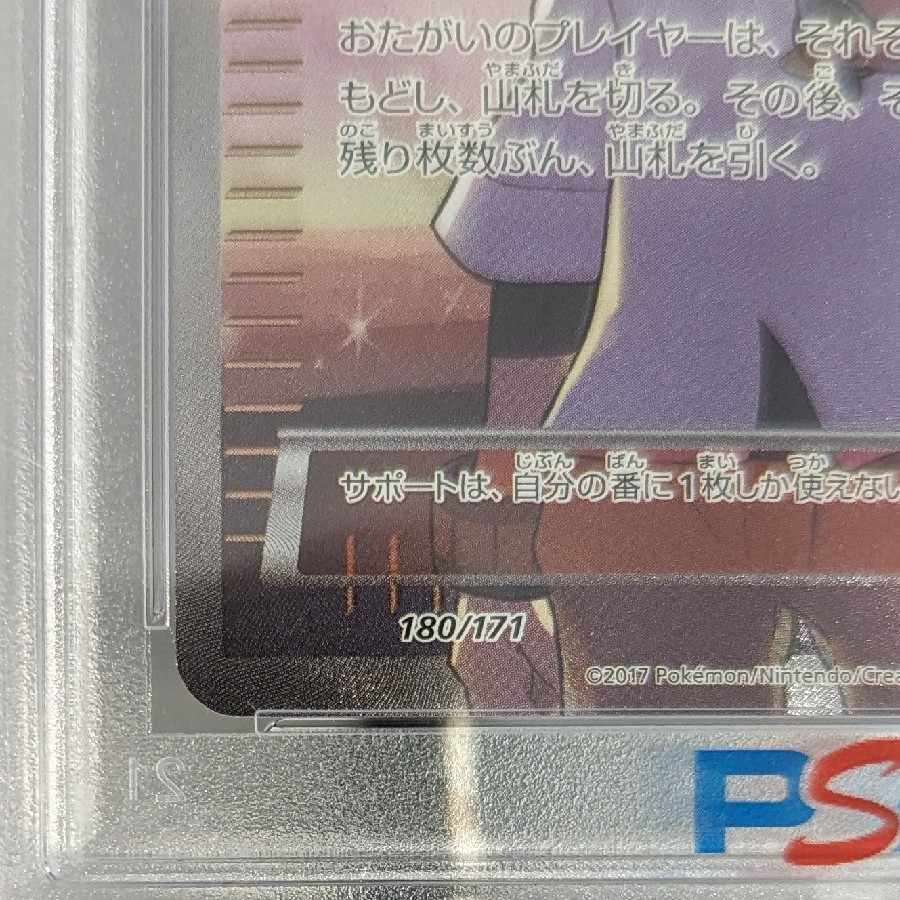 おたがいのプレイヤーは、それぞ
もどし、山札を切る。その後、そ
残り枚数ぶん、山札を引く。
サポートは、自分の番に1枚しか使えない
180/171
©2017 Pokémon/Nintendo/Crea
PS
21